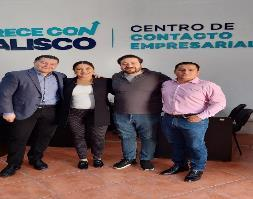 RECE CON
ALISCO
CENTRO DE
CONTACTO
EMPRESARIAL